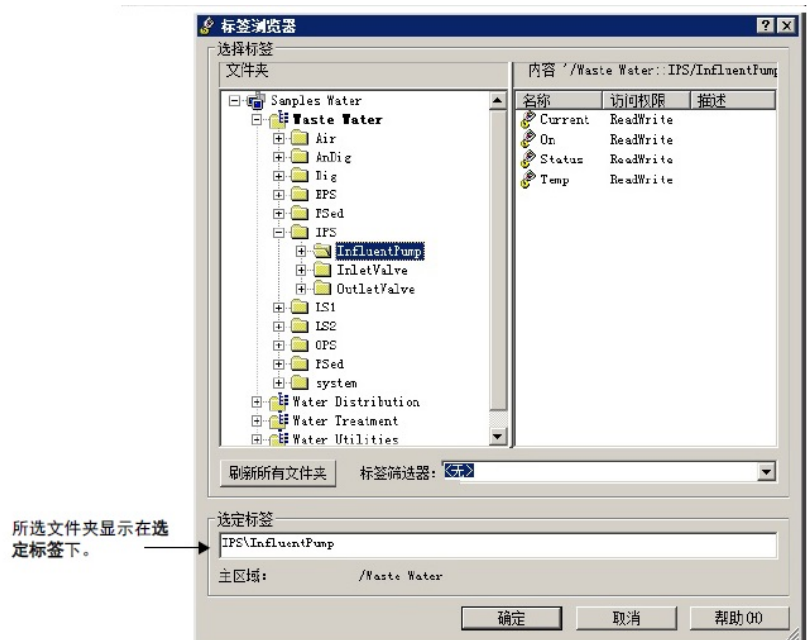 标签浏览器
选择标签
文件夹
内容 '/Waste Water::IPS/InfluentPump
Samples Water
Waste Water
Air
AnDig
Dig
EPS
FSed
IPS
InfluentPump
InletValve
OutletValve
LS1
LS2
OPS
PSed
system
Water Distribution
Water Treatment
Water Utilities
名称 访问权限 描述
Current ReadWrite
On ReadWrite
Status ReadWrite
Temp ReadWrite
刷新所有文件夹 标签筛选器: <无>
所选文件夹显示在选
定标签下。
选定标签
IPS\InfluentPump
主区域: /Waste Water
确定 取消 帮助(H)